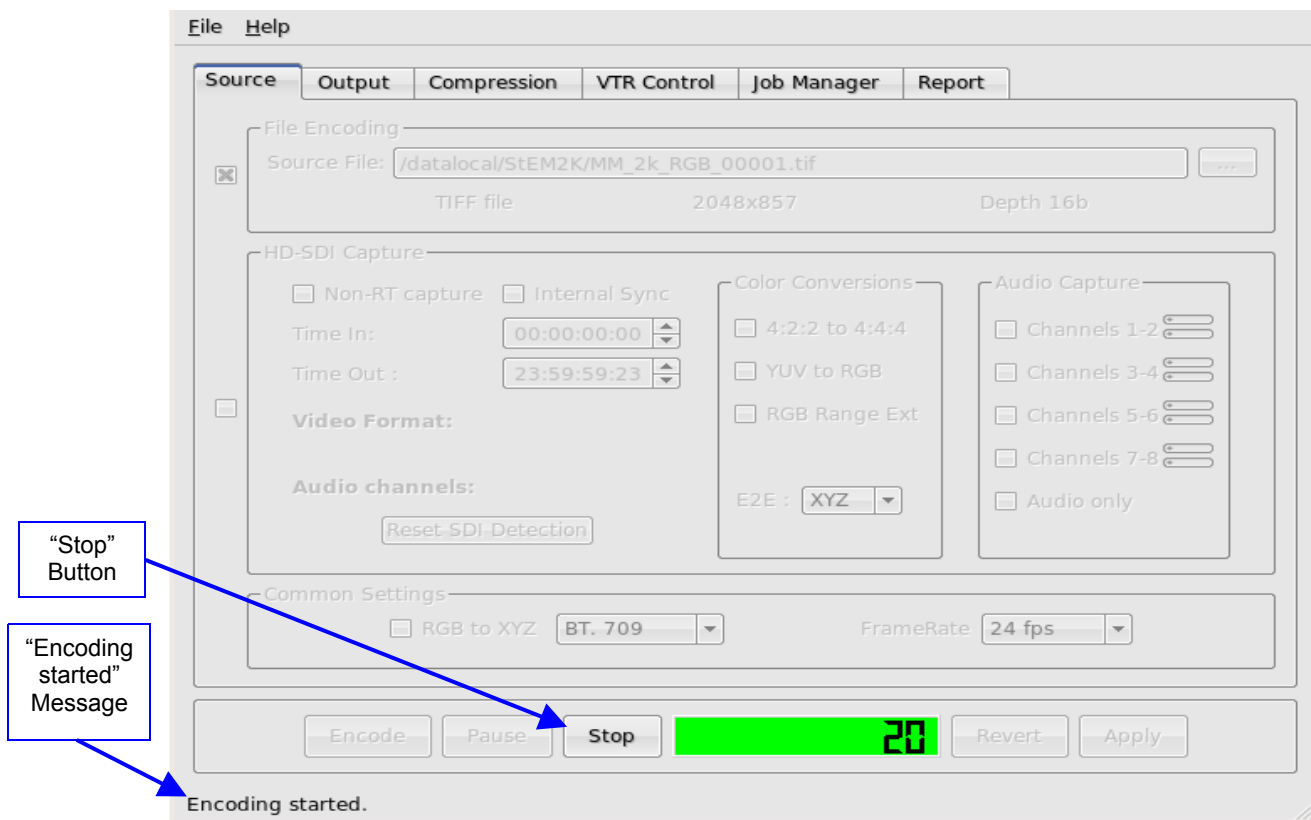 File Help
Source Output Compression VTR Control Job Manager Report
File Encoding
Source File: /datalocal/StEM2K/MM_2k_RGB_00001.tif ...
TIFF file 2048x857 Depth 16b
HD-SDI Capture
Non-RT capture Internal Sync
Time In: 00:00:00:00
Time Out : 23:59:59:23
Video Format:
Audio channels:
Reset SDI Detection
Color Conversions
4:2:2 to 4:4:4
YUV to RGB
RGB Range Ext
E2E : XYZ
Audio Capture
Channels 1-2
Channels 3-4
Channels 5-6
Channels 7-8
Audio only
“Stop”
Button
Common Settings
RGB to XYZ BT. 709 FrameRate 24 fps
“Encoding
started”
Message
Encode Pause Stop 20 Revert Apply
Encoding started.